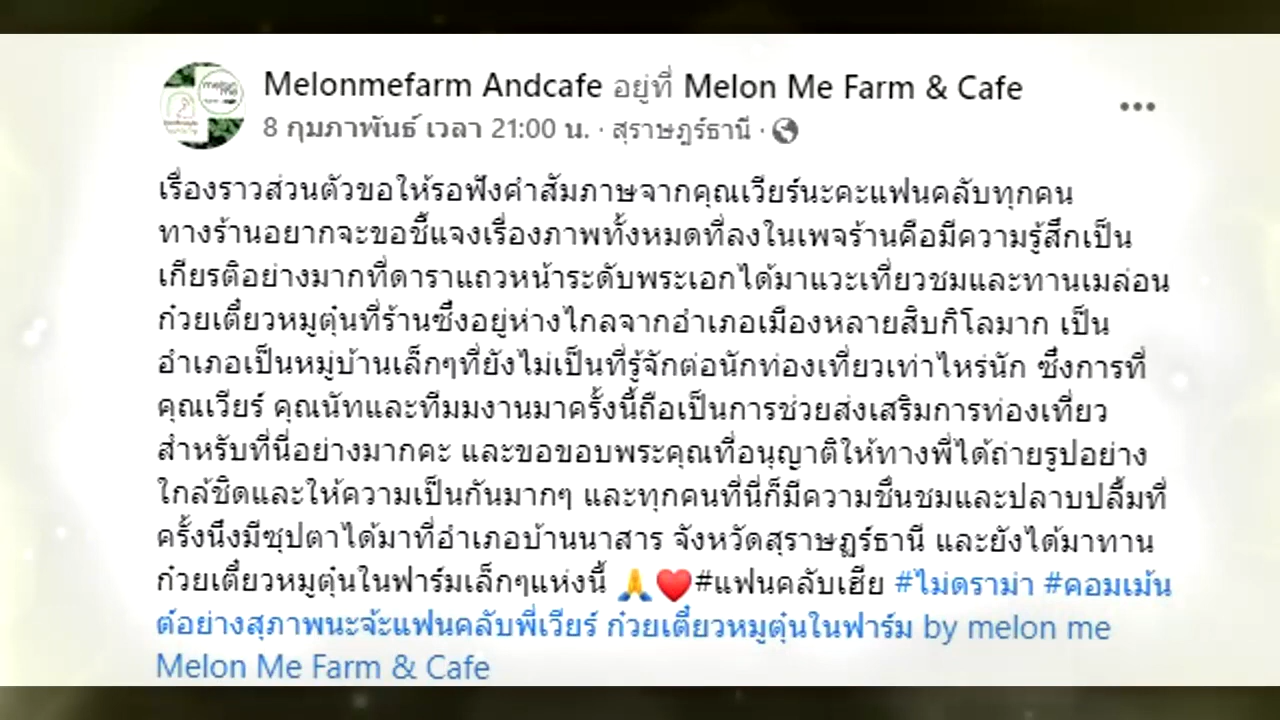 Melonmefarm Andcafe อยู่ที่ Melon Me Farm & Cafe
8 กุมภาพันธ์ เวลา 21:00 น. · สุราษฎร์ธานี ·
เรื่องราวส่วนตัวขอให้รอฟังคำสัมภาษจากคุณเวียร์นะคะแฟนคลับทุกคน
ทางร้านอยากจะขอชี้แจงเรื่องภาพทั้งหมดที่ลงในเพจร้านคือมีความรู้สึกเป็น
เกียรติอย่างมากที่ดาราแถวหน้าระดับพระเอกได้มาแวะเที่ยวชมและทานเมล่อน
ก๋วยเตี๋ยวหมูตุ๋นที่ร้านซึ่งอยู่ห่างไกลจากอำเภอเมืองหลายสิบกิโลมาก เป็น
อำเภอเป็นหมู่บ้านเล็กๆที่ยังไม่เป็นที่รู้จักต่อนักท่องเที่ยวเท่าไหร่นัก ซึ่งการที่
คุณเวียร์ คุณนัทและทีมมงานมาครั้งนี้ถือเป็นการช่วยส่งเสริมการท่องเที่ยว
สำหรับที่นี่อย่างมากคะ และขอขอบพระคุณที่อนุญาติให้ทางพี่ได้ถ่ายรูปอย่าง
ใกล้ชิดและให้ความเป็นกันมากๆ และทุกคนที่นี่ก็มีความชื่นชมและปลาบปลื้มที่
ครั้งนึงมีซุปตาได้มาที่อำเภอบ้านนาสาร จังหวัดสุราษฎร์ธานี และยังได้มาทาน
ก๋วยเตี๋ยวหมูตุ๋นในฟาร์มเล็กๆแห่งนี้ 🙏❤️#แฟนคลับเฮีย #ไม่ดราม่า #คอมเม้น
ต์อย่างสุภาพนะจ้ะแฟนคลับพี่เวียร์ ก๋วยเตี๋ยวหมูตุ๋นในฟาร์ม by melon me
Melon Me Farm & Cafe